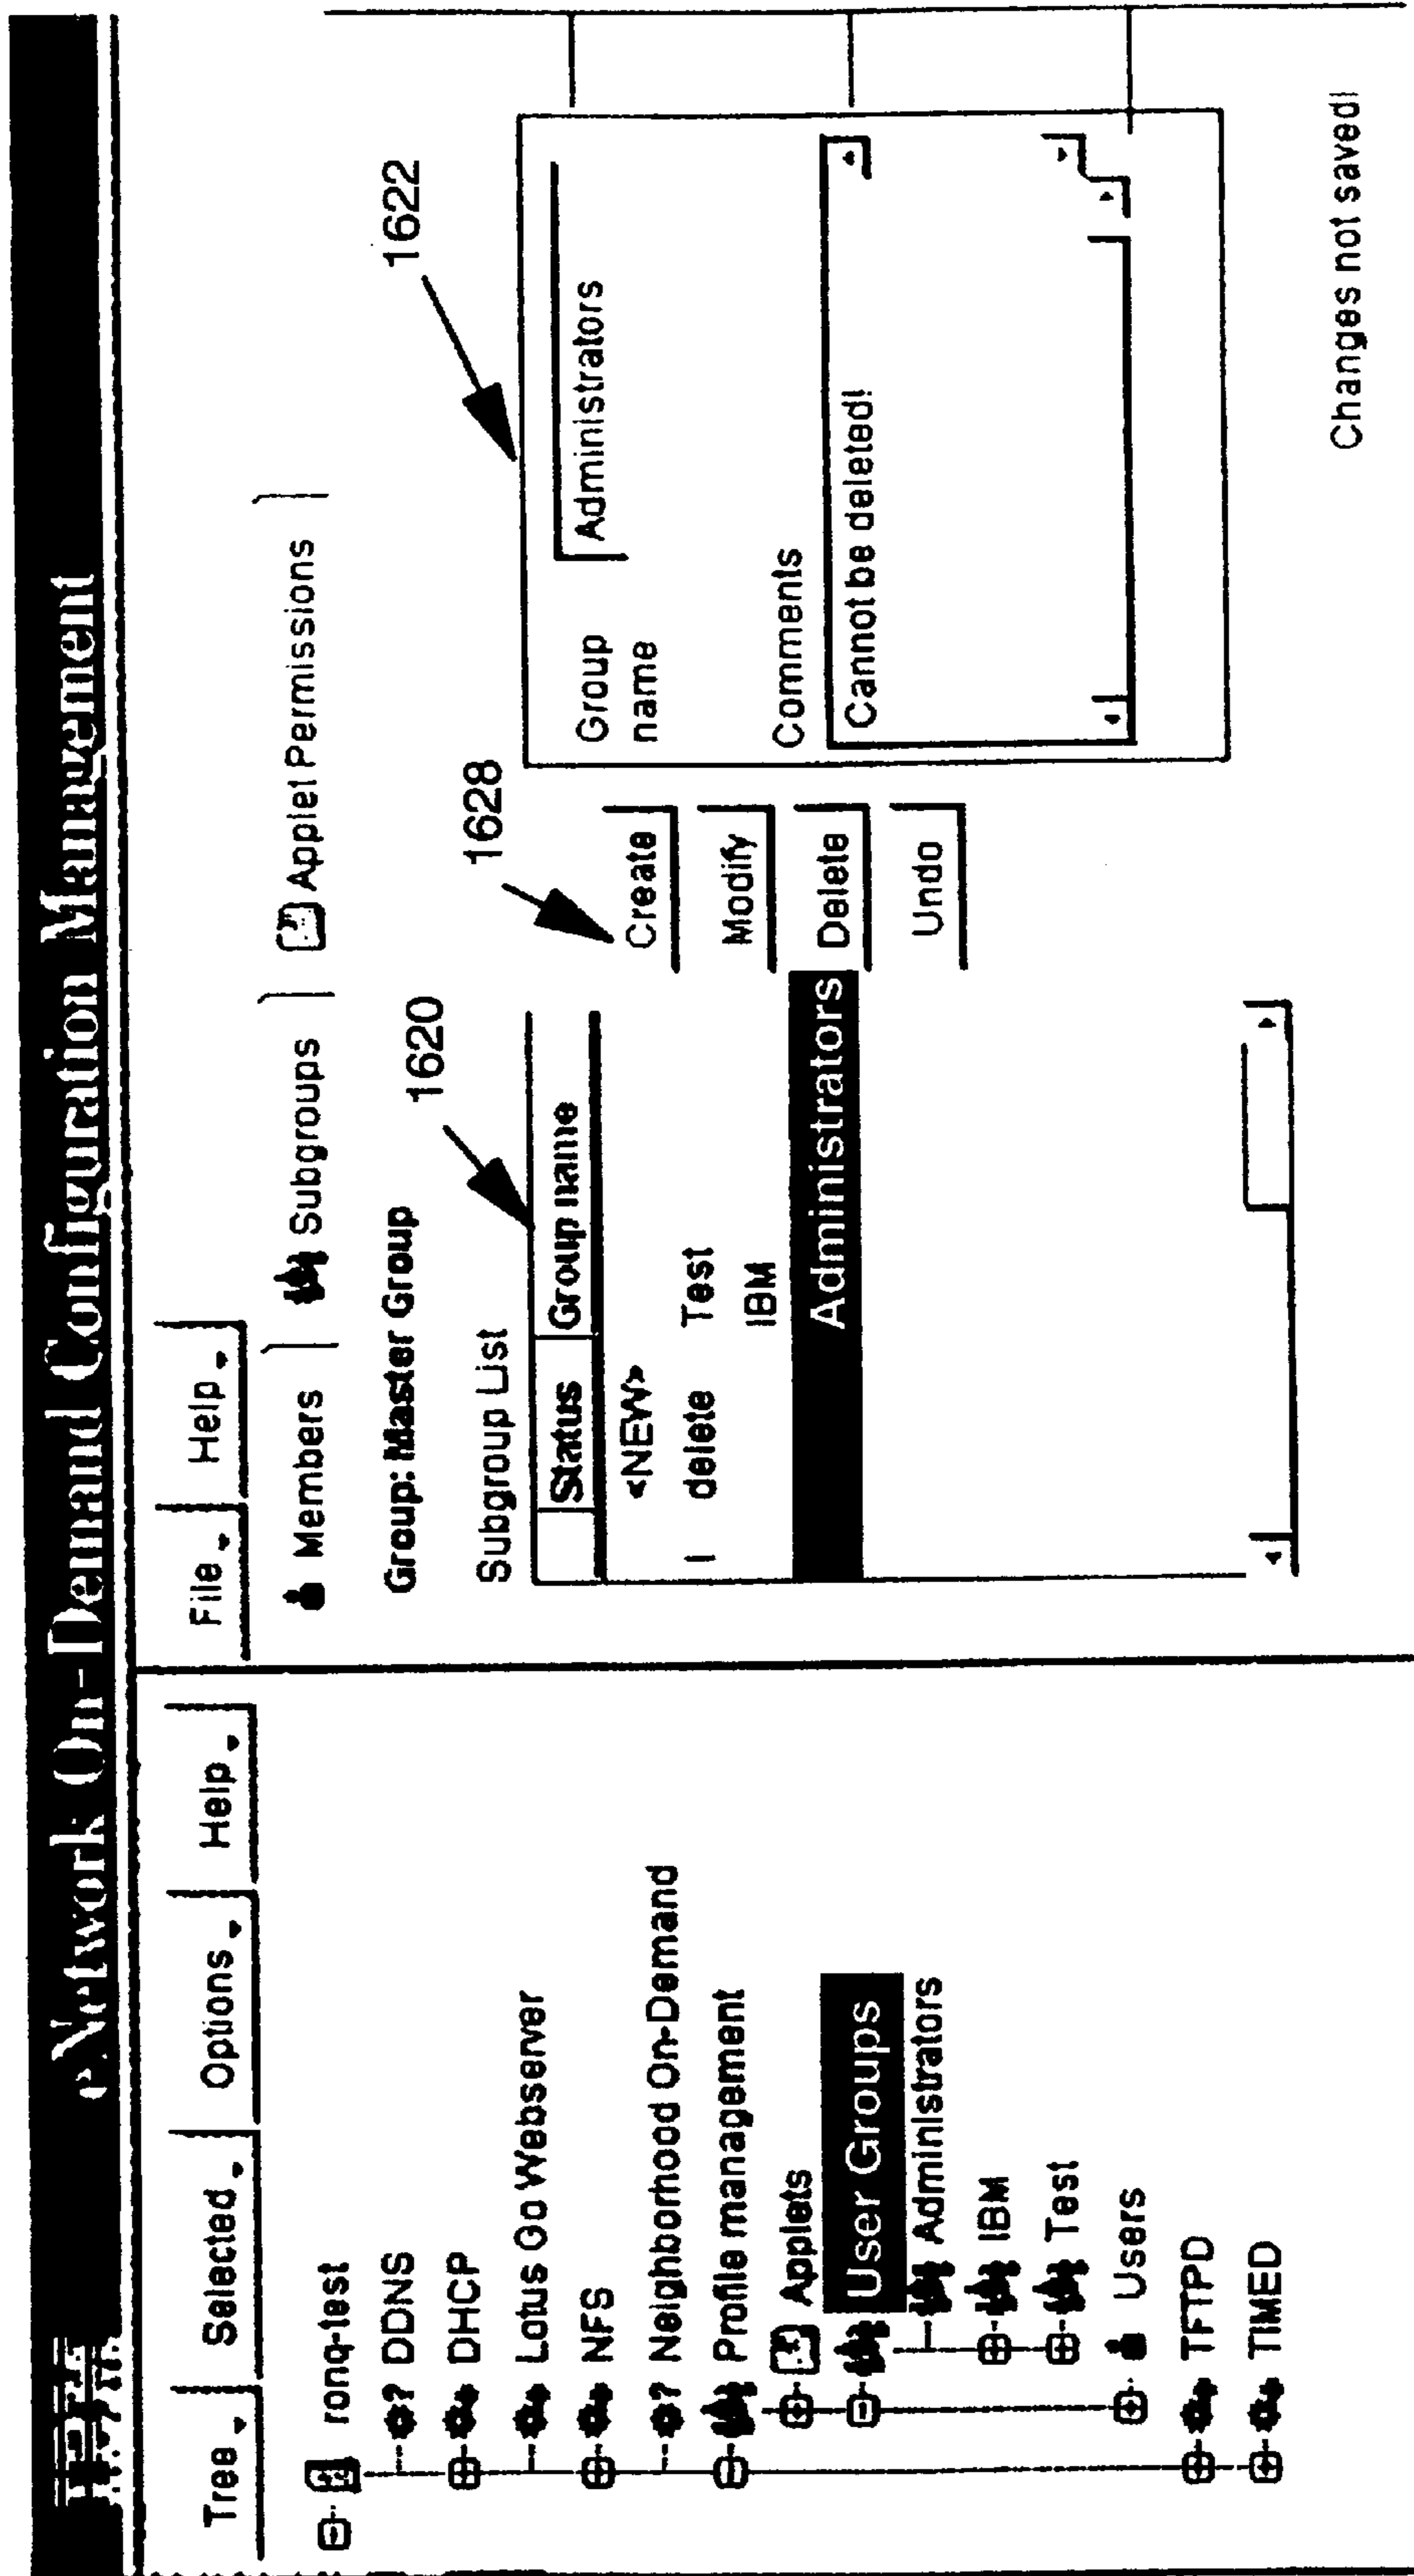 eNetwork On-Demand Configuration Management
Tree Selected Options Help
ronq-test
DDNS
DHCP
Lotus Go Webserver
NFS
Neighborhood On-Demand
Profile management
Applets
User Groups
Administrators
IBM
Test
Users
TFTPD
TIMED
File Help
Members Subgroups Applet Permissions
Group: Master Group
Subgroup List
1620
Status Group name
<NEW>
delete Test
IBM
Administrators
1628
Create
Modify
Delete
Undo
1622
Group
name
Administrators
Comments
Cannot be deleted!
Changes not saved!